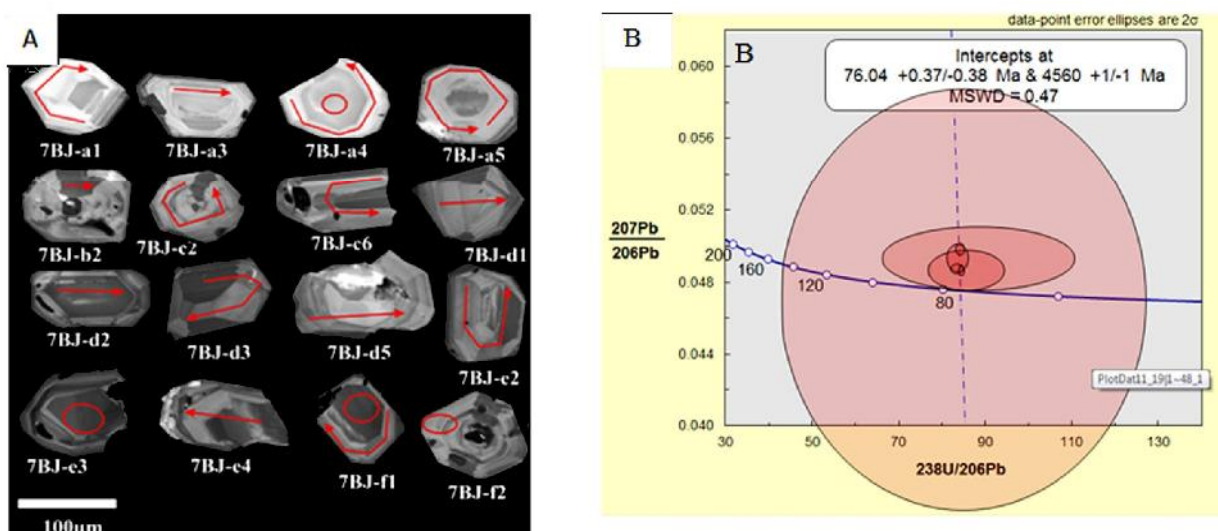 A
7BJ-a1 7BJ-a3 7BJ-a4 7BJ-a5
7BJ-b2 7BJ-c2 7BJ-c6 7BJ-d1
7BJ-d2 7BJ-d3 7BJ-d5 7BJ-e2
7BJ-e3 7BJ-e4 7BJ-f1 7BJ-f2
100μm
B
B
data-point error ellipses are 2σ
Intercepts at
76.04 +0.37/-0.38 Ma & 4560 +1/-1 Ma
MSWD = 0.47
0.060
0.056
0.052
0.048
0.044
0.040
207Pb
206Pb
200
160
120
80
PlotDat11_19j1~48_1
238U/206Pb
30 50 70 90 110 130